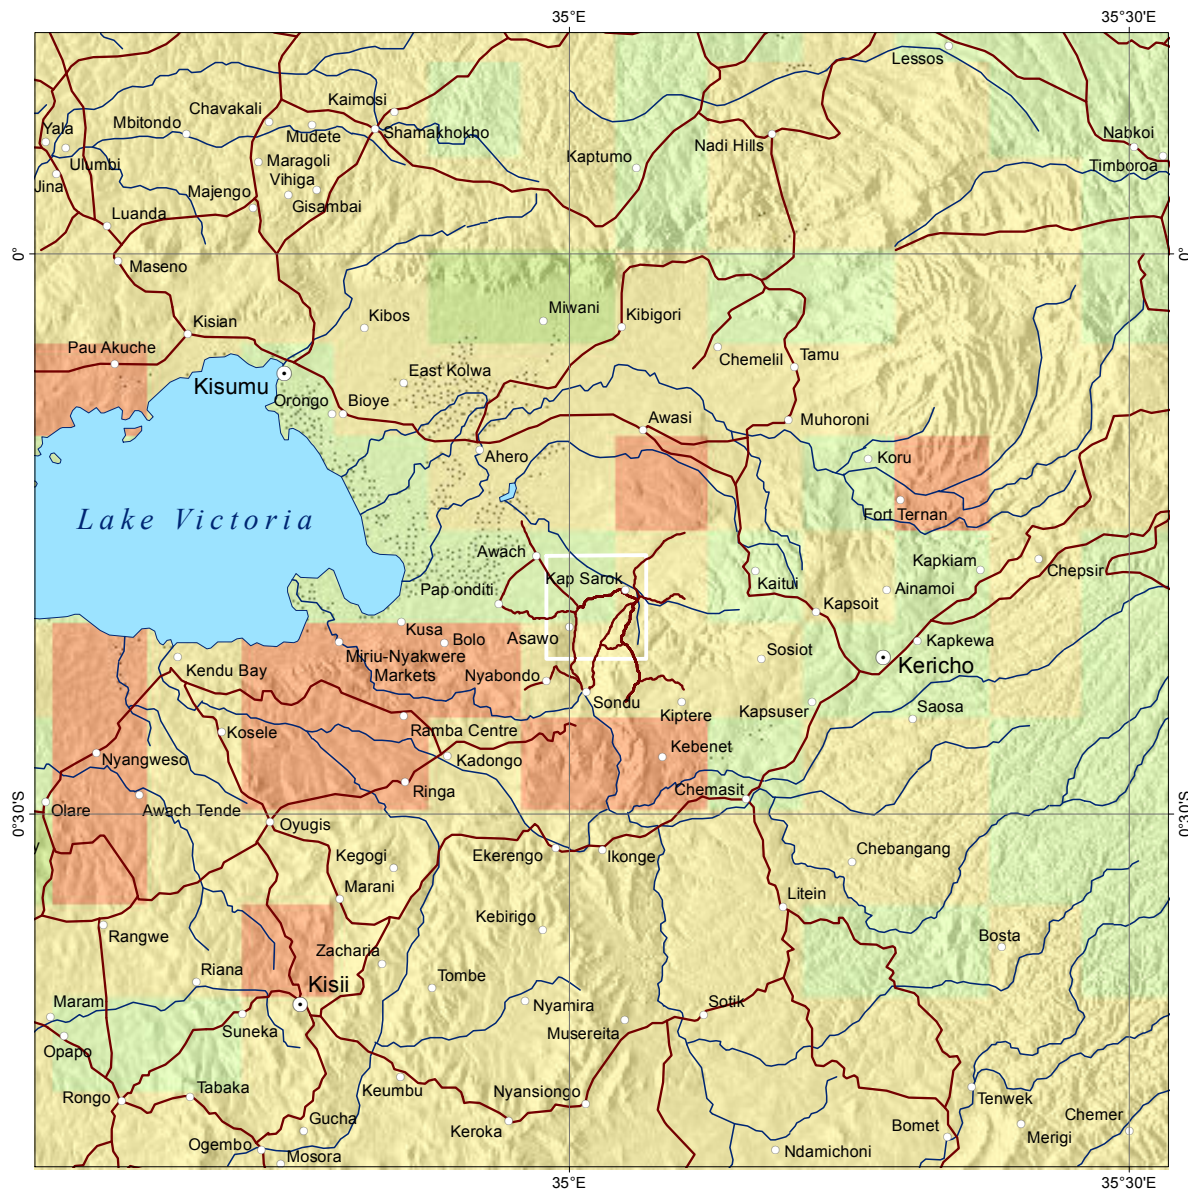 35°E
35°30'E
Lessos
Kaimosi
Chavakali
Mbitondo
Yala
Mudete
Shamakhokho
Nabkoi
Nadi Hills
Kaptumo
Ulumbi
Maragoli
Timboroa
Vihiga
Jina
Majengo
Gisambai
Luanda
0°
0°
Maseno
Miwani
Kibos
Kibigori
Kisian
Pau Akuche
Chemelil
Tamu
East Kolwa
Kisumu
Orongo
Bioye
Awasi
Muhoroni
Ahero
Koru
Fort Ternan
Lake Victoria
Awach
Kapkiam
Chepsir
Kap Sarok
Kaitui
Pap onditi
Ainamoi
Kapsoit
Kusa
Asawo
Bolo
Kapkewa
Sosiot
Miriu-Nyakwere
Markets
Kericho
Kendu Bay
Nyabondo
Sondu
Kiptere
Kapsuser
Saosa
Kosele
Ramba Centre
Kebenet
Nyangweso
Kadongo
Ringa
Chemasit
Olare
Awach Tende
0°30'S
0°30'S
Oyugis
y
Kegogi
Ekerengo
Ikonge
Chebangang
Marani
Litein
Kebirigo
Rangwe
Bosta
Zacharia
Riana
Tombe
Kisii
Maram
Nyamira
Sotik
Suneka
Musereita
Opapo
Tabaka
Keumbu
Nyansiongo
Rongo
Tenwek
Gucha
Chemer
Keroka
Bomet
Merigi
Ogembo
Mosora
Ndamichoni
35°E
35°30'E